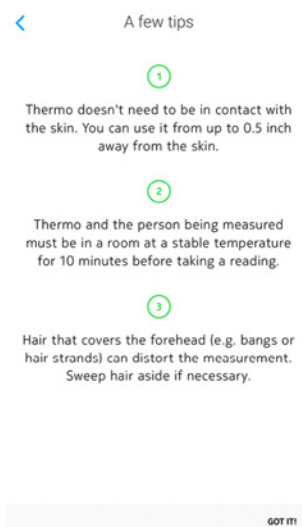 A few tips
1
Thermo doesn't need to be in contact with
the skin. You can use it from up to 0.5 inch
away from the skin.
2
Thermo and the person being measured
must be in a room at a stable temperature
for 10 minutes before taking a reading.
3
Hair that covers the forehead (e.g. bangs or
hair strands) can distort the measurement.
Sweep hair aside if necessary.
GOT IT!